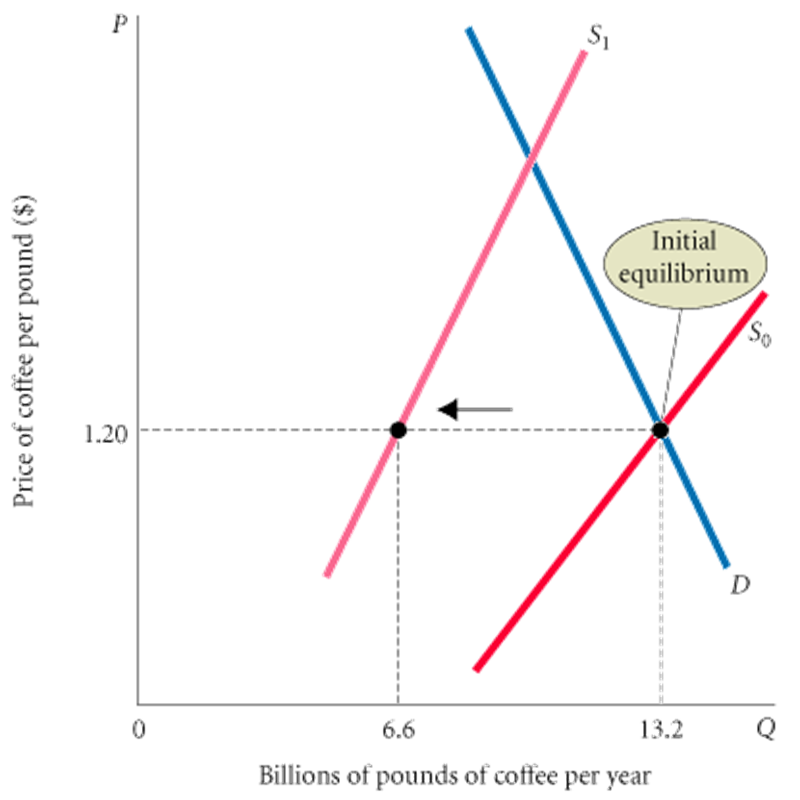 P
S1
Initial
equilibrium
S0
Price of coffee per pound ($)
1.20
D
0
6.6
13.2
Q
Billions of pounds of coffee per year